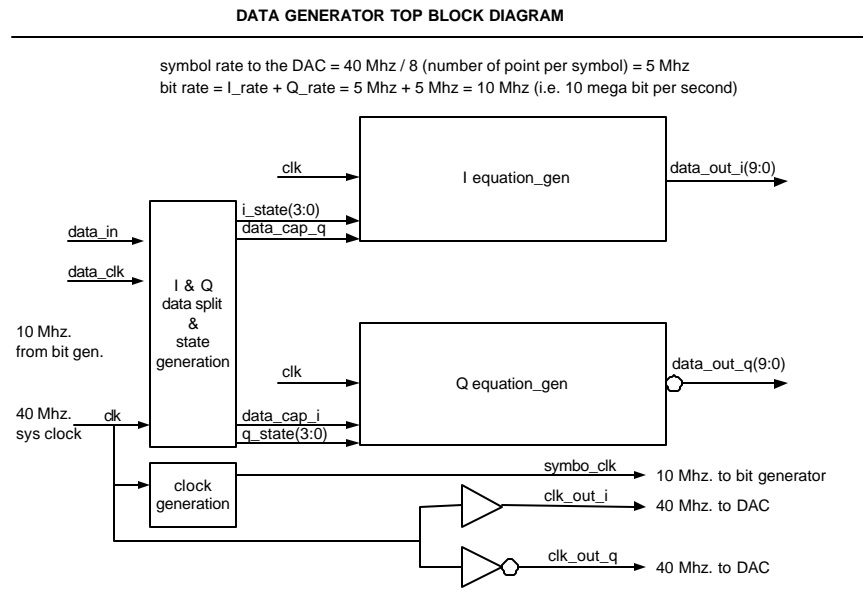 DATA GENERATOR TOP BLOCK DIAGRAM
symbol rate to the DAC = 40 Mhz / 8 (number of point per symbol) = 5 Mhz
bit rate = I_rate + Q_rate = 5 Mhz + 5 Mhz = 10 Mhz (i.e. 10 mega bit per second)
clk
I equation_gen
data_out_i(9:0)
i_state(3:0)
data_cap_q
data_in
data_clk
I & Q
data split
&
state
generation
10 Mhz.
from bit gen.
clk
Q equation_gen
data_out_q(9:0)
40 Mhz.
sys clock
clk
data_cap_i
q_state(3:0)
clock
generation
symbo_clk
10 Mhz. to bit generator
clk_out_i
40 Mhz. to DAC
clk_out_q
40 Mhz. to DAC